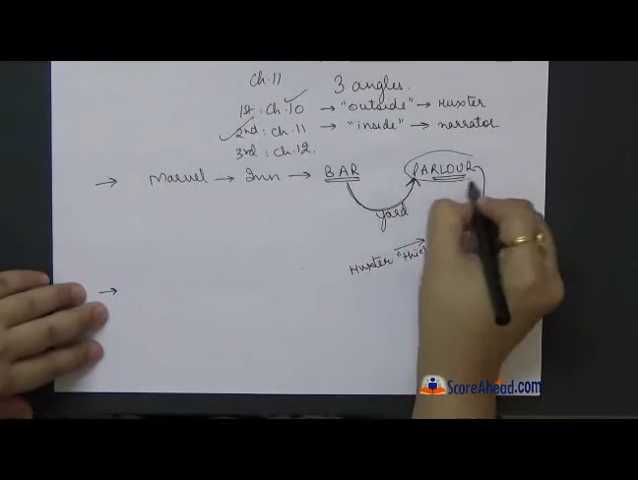 Ch.11
3 angles.
1st : Ch.10 → "outside" → Huxter
2nd : Ch.11 → "inside" → narrator
3rd : Ch.12.
→ Marvel → Inn → BAR PARLOUR
yard
Huxter →
→
ScoreAhead.com